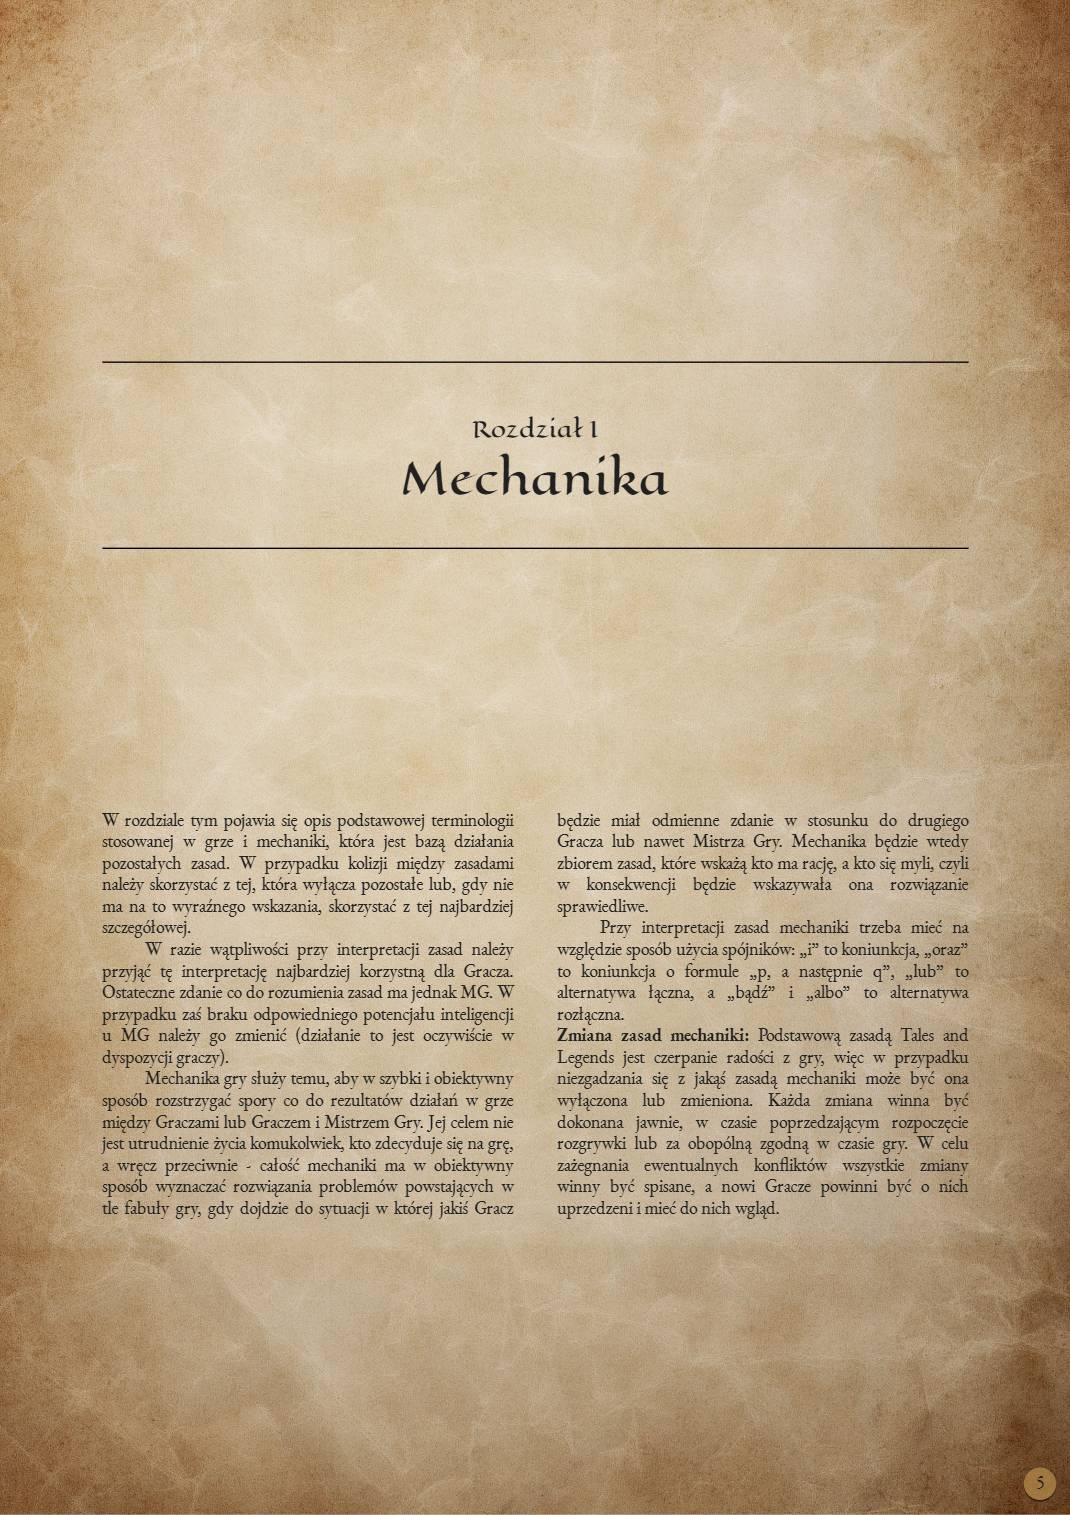 Rozdział I
Mechanika
W rozdziale tym pojawia się opis podstawowej terminologii
stosowanej w grze i mechaniki, która jest bazą działania
pozostałych zasad. W przypadku kolizji między zasadami
należy skorzystać z tej, która wyłącza pozostałe lub, gdy nie
ma na to wyraźnego wskazania, skorzystać z tej najbardziej
szczegółowej.
W razie wątpliwości przy interpretacji zasad należy
przyjąć tę interpretację najbardziej korzystną dla Gracza.
Ostateczne zdanie co do rozumienia zasad ma jednak MG. W
przypadku zaś braku odpowiedniego potencjału inteligencji
u MG należy go zmienić (działanie to jest oczywiście w
dyspozycji graczy).
Mechanika gry służy temu, aby w szybki i obiektywny
sposób rozstrzygać spory co do rezultatów działań w grze
między Graczami lub Graczem i Mistrzem Gry. Jej celem nie
jest utrudnienie życia komukolwiek, kto zdecyduje się na grę,
a wręcz przeciwnie - całość mechaniki ma w obiektywny
sposób wyznaczać rozwiązania problemów powstających w
tle fabuły gry, gdy dojdzie do sytuacji w której jakiś Gracz
będzie miał odmienne zdanie w stosunku do drugiego
Gracza lub nawet Mistrza Gry. Mechanika będzie wtedy
zbiorem zasad, które wskażą kto ma rację, a kto się myli, czyli
w konsekwencji będzie wskazywała ona rozwiązanie
sprawiedliwe.
Przy interpretacji zasad mechaniki trzeba mieć na
względzie sposób użycia spójników: „i” to koniunkcja, „oraz”
to koniunkcja o formule „p, a następnie q”, „lub” to
alternatywa łączna, a „bądź” i „albo” to alternatywa
rozłączna.
Zmiana zasad mechaniki: Podstawową zasadą Tales and
Legends jest czerpanie radości z gry, więc w przypadku
niezgadzania się z jakąś zasadą mechaniki może być ona
wyłączona lub zmieniona. Każda zmiana winna być
dokonana jawnie, w czasie poprzedzającym rozpoczęcie
rozgrywki lub za obopólną zgodną w czasie gry. W celu
zażegnania ewentualnych konfliktów wszystkie zmiany
winny być spisane, a nowi Gracze powinni być o nich
uprzedzeni i mieć do nich wgląd.
5